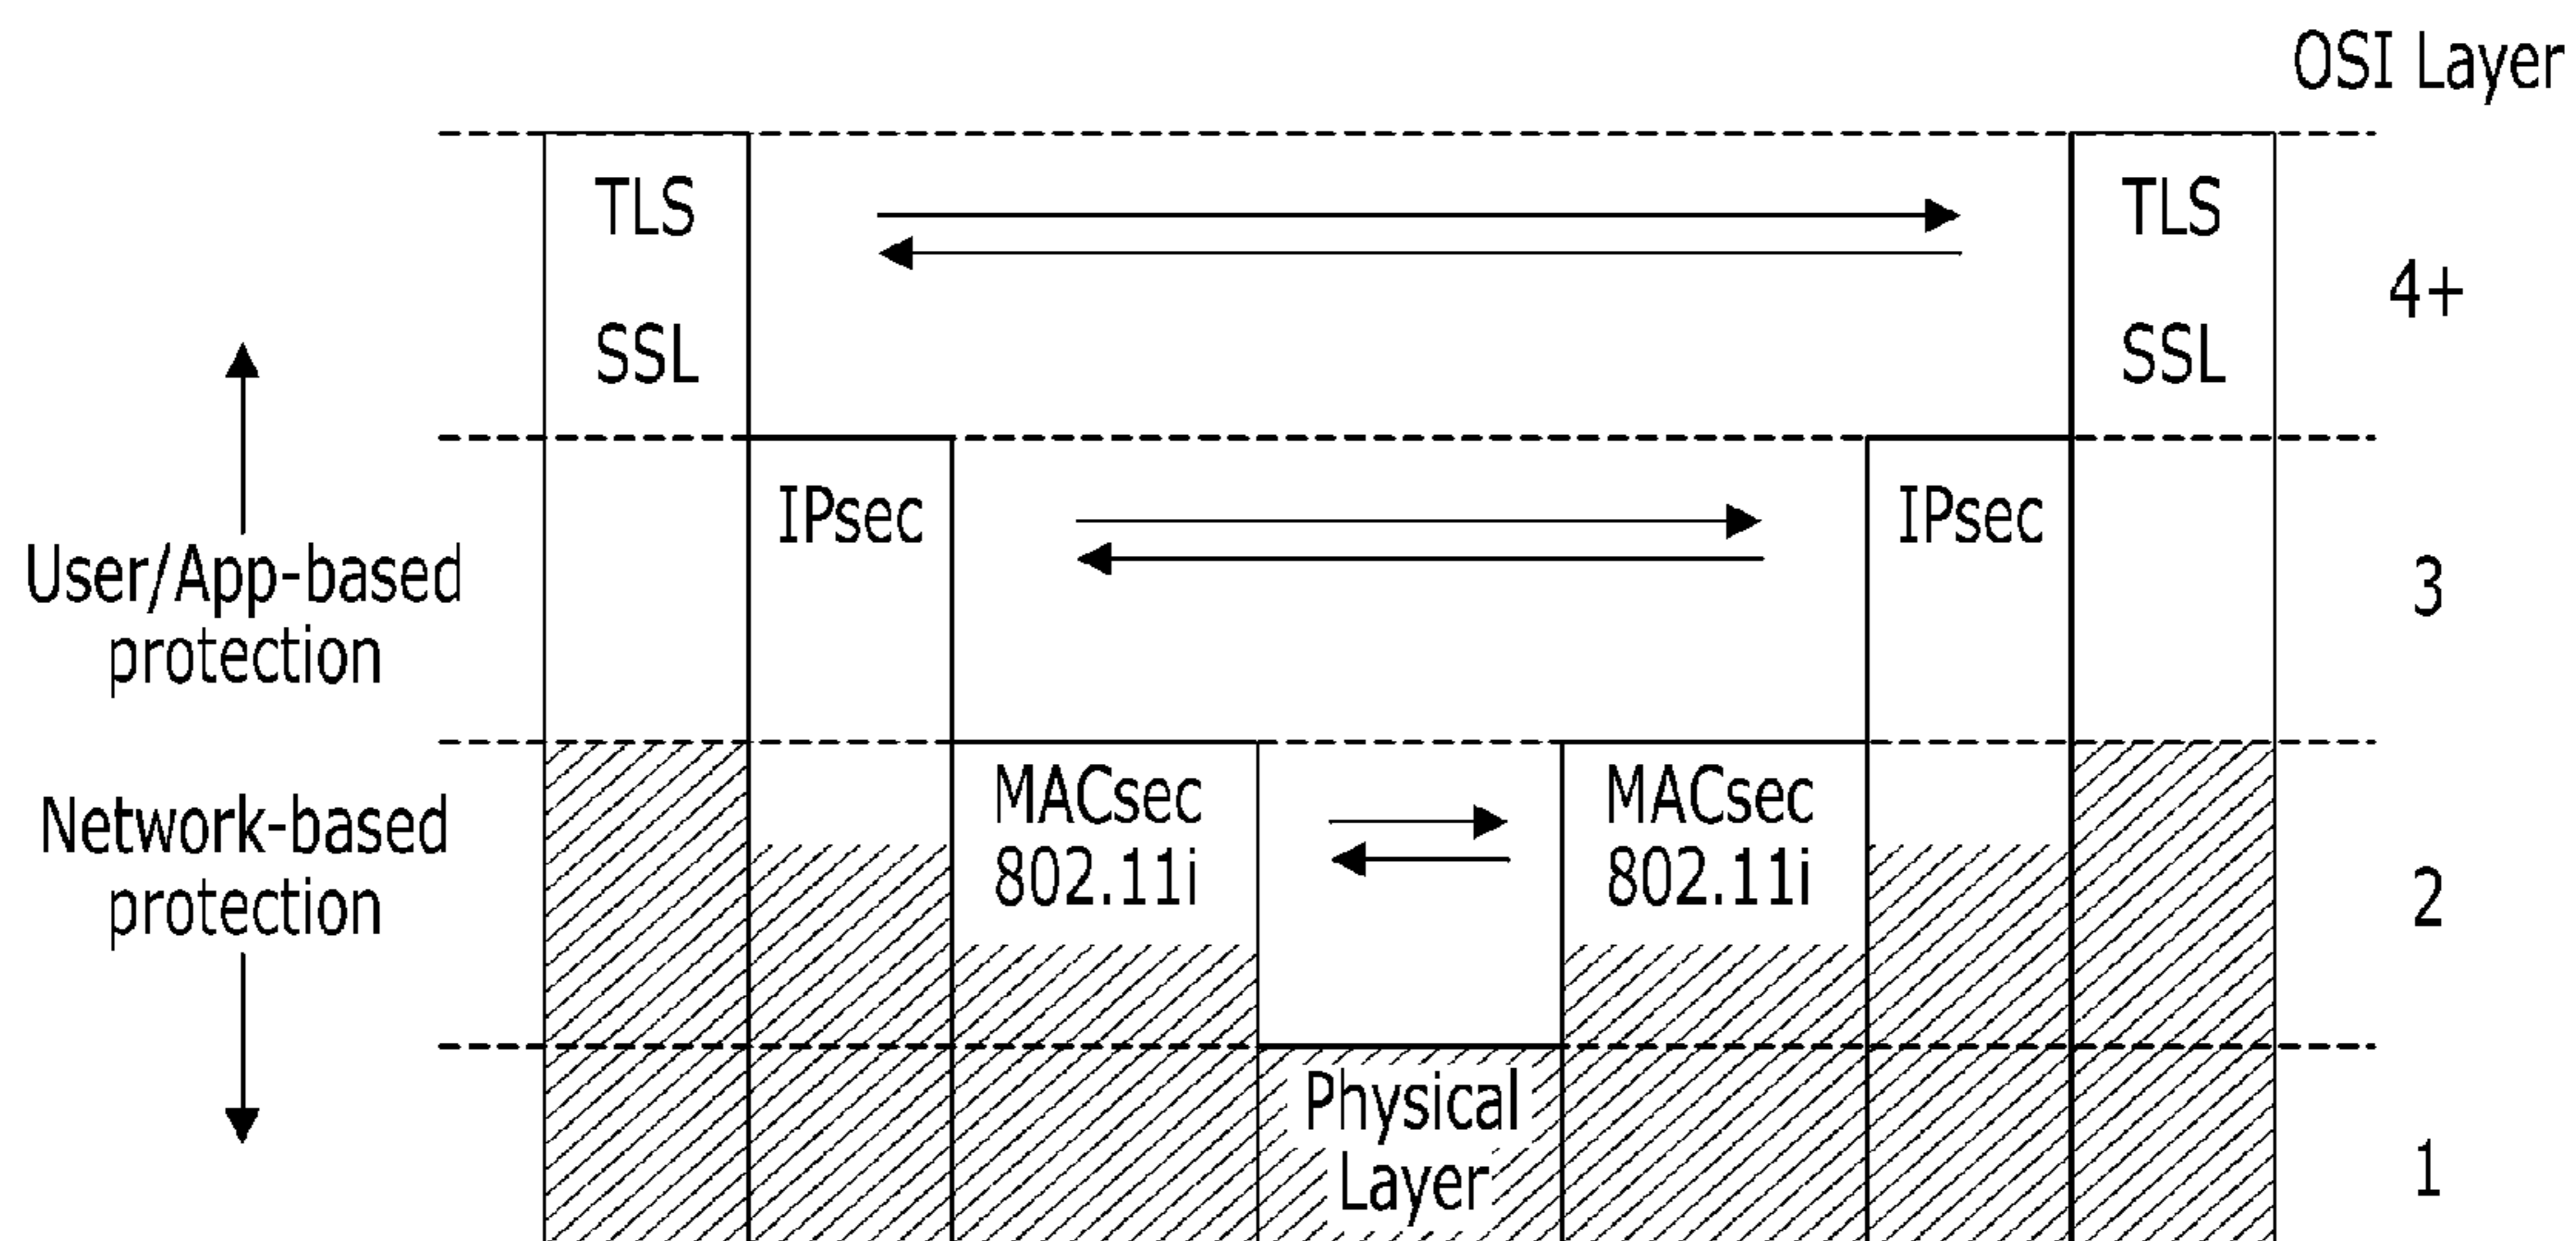 OSI Layer
TLS
SSL
TLS
SSL
4+
User/App-based
protection
IPsec
IPsec
3
Network-based
protection
MACsec
802.11i
MACsec
802.11i
2
Physical
Layer
1